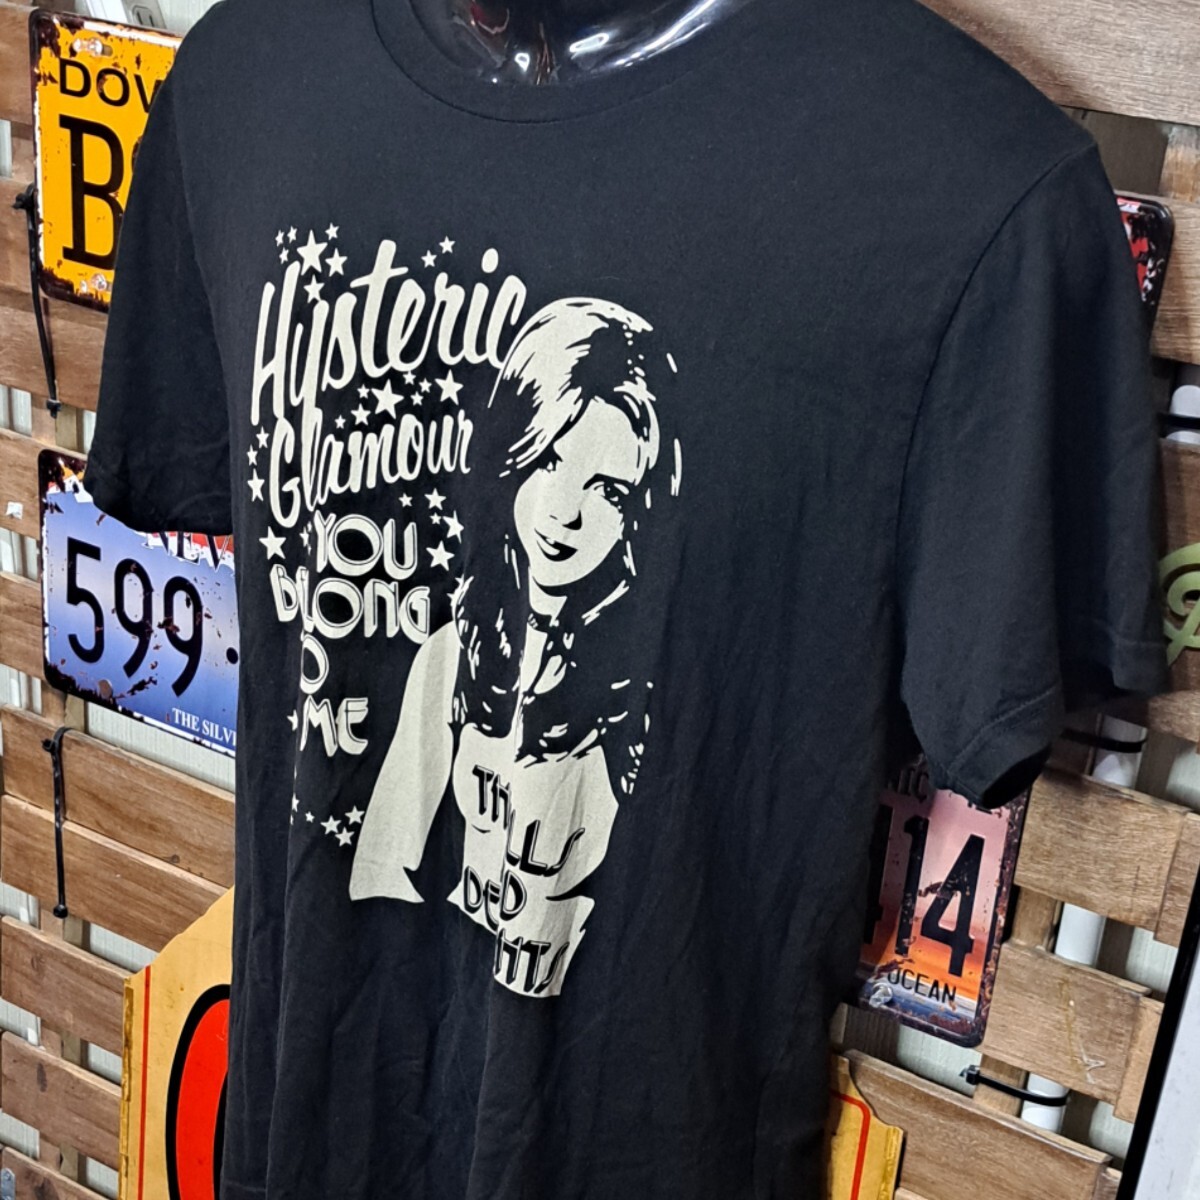 DOV
B
Hysteric
Glamour
YOU
BELONG
TO
ME
599
THE SILV
14
OCEAN